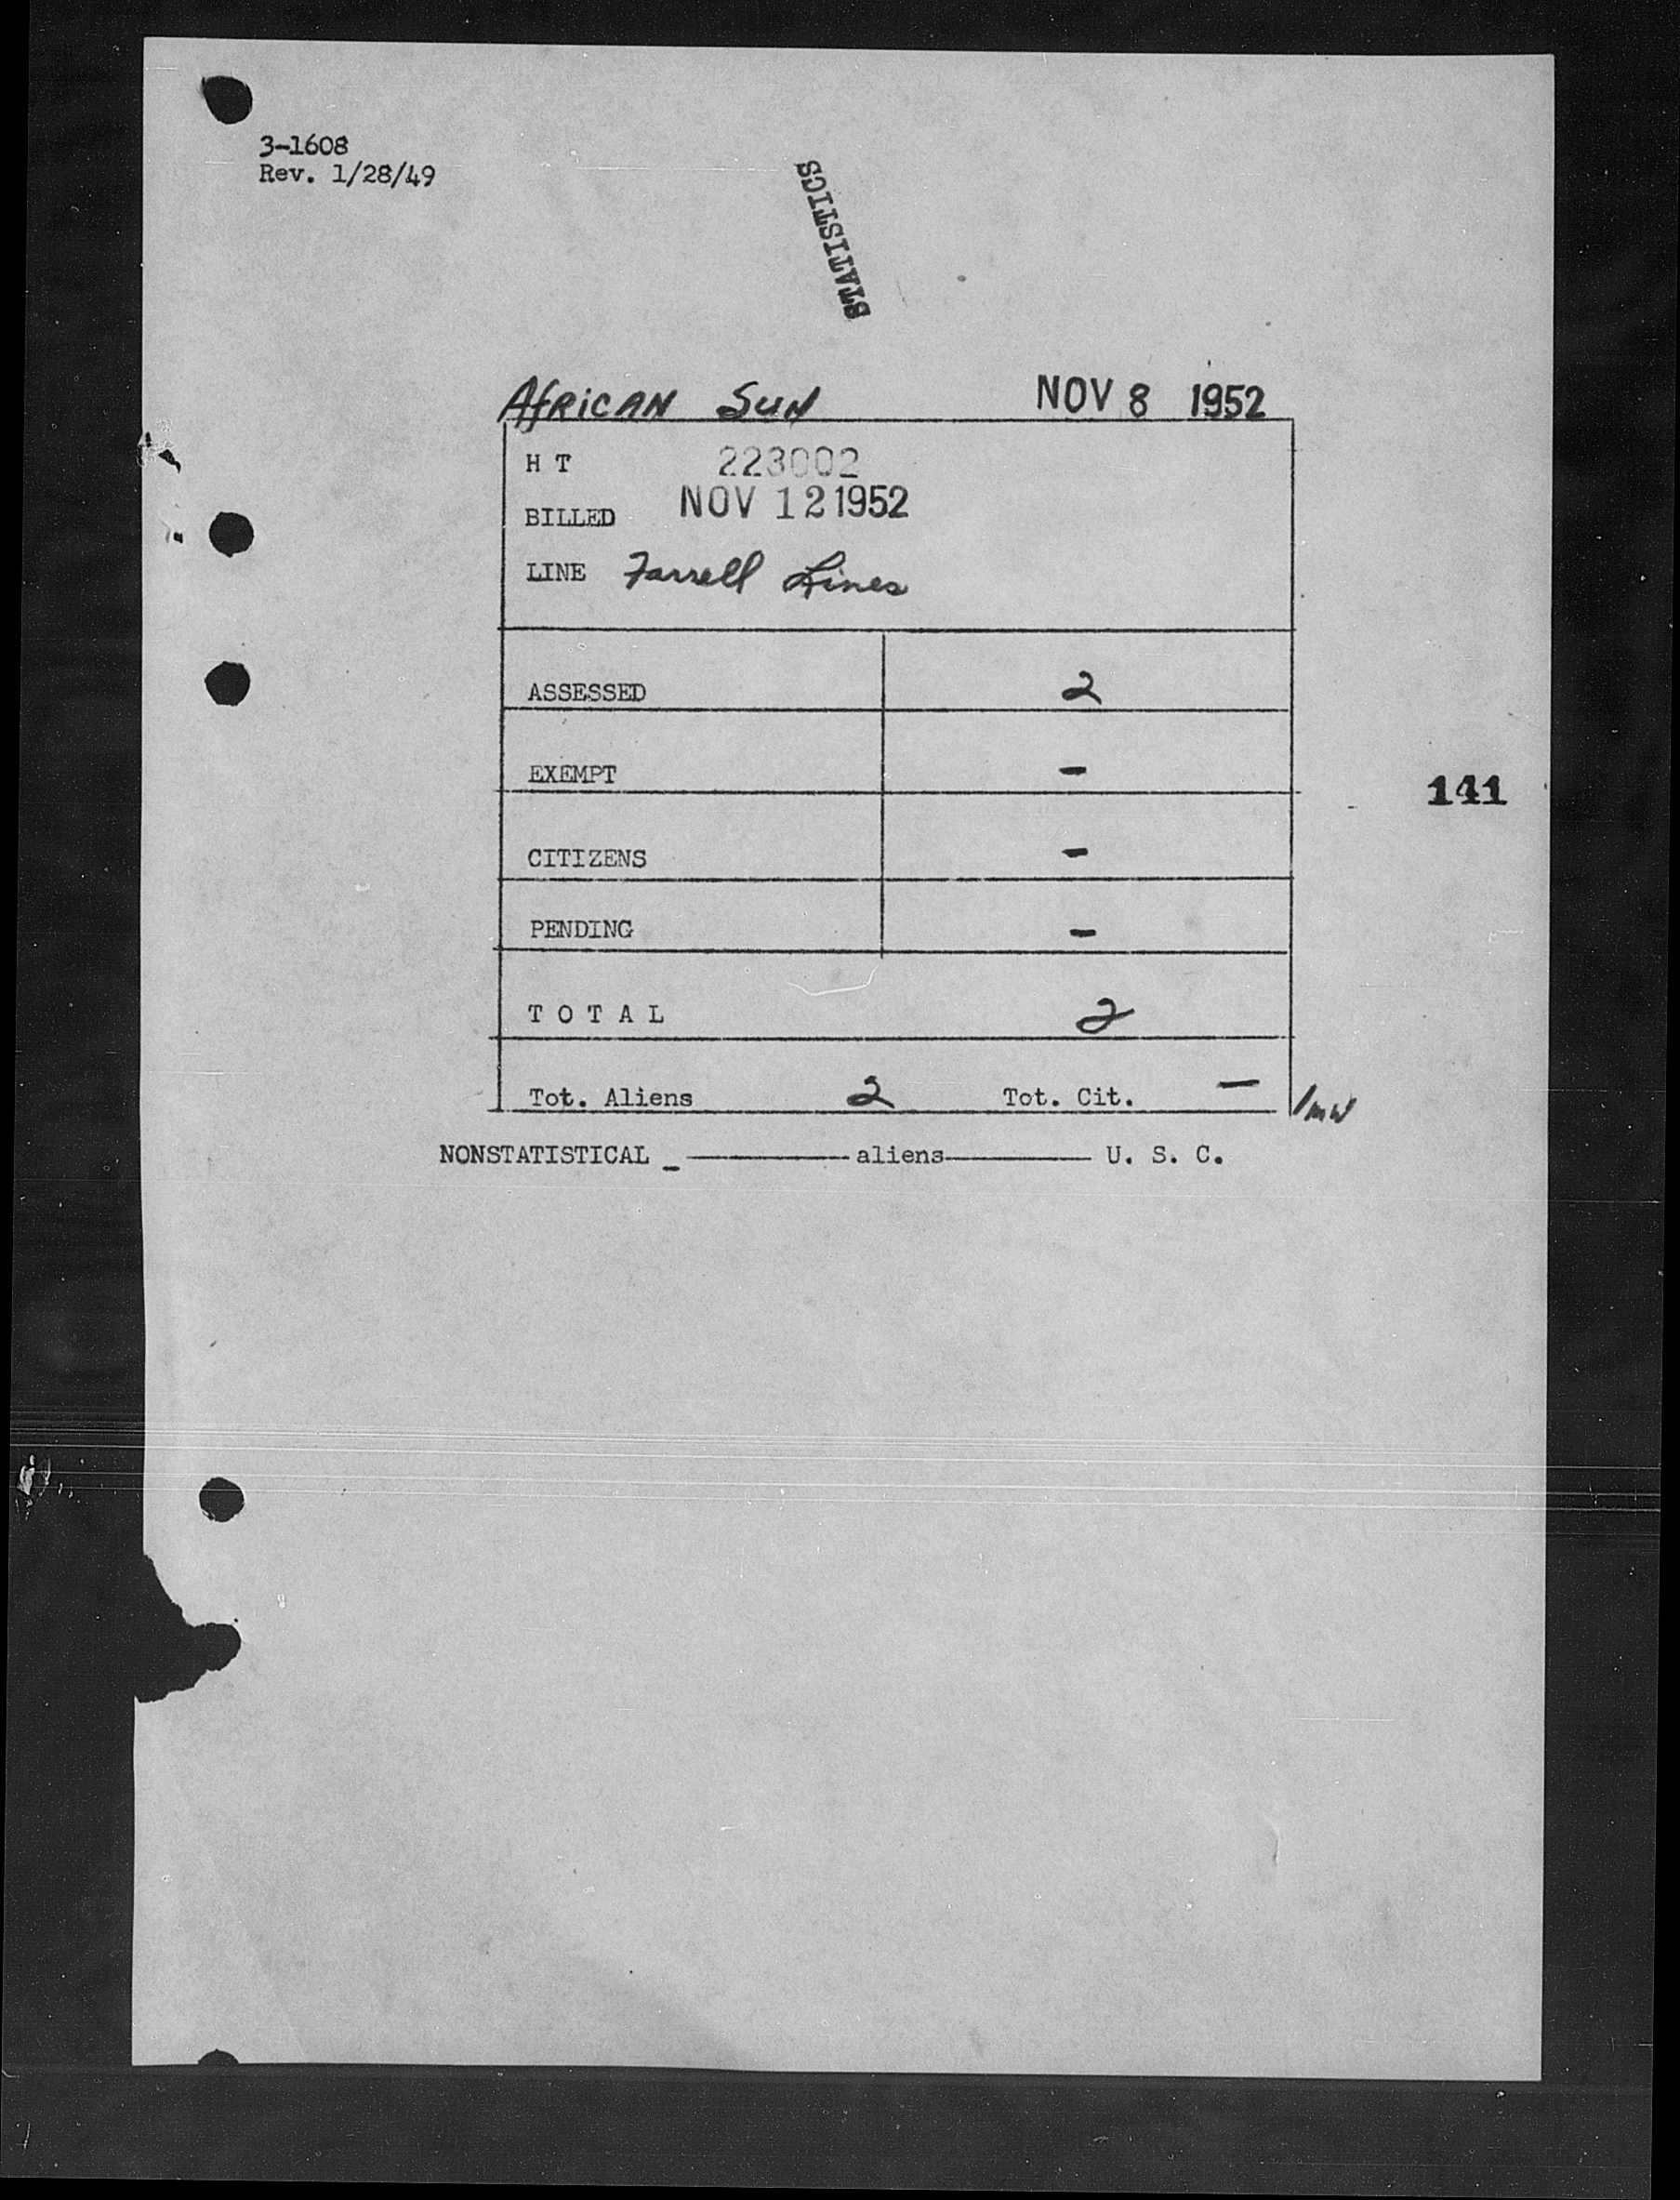 3-1608
Rev. 1/28/49
STATISTICS
AfRICAN SUN NOV 8 1952
H T 223002
BILLED NOV 12 1952
LINE Farrell Lines
ASSESSED 2
EXEMPT -
141
CITIZENS -
PENDING -
T O T A L 2
Tot. Aliens 2 Tot. Cit. - /mw
NONSTATISTICAL _ ---------- aliens---------- U. S. C.